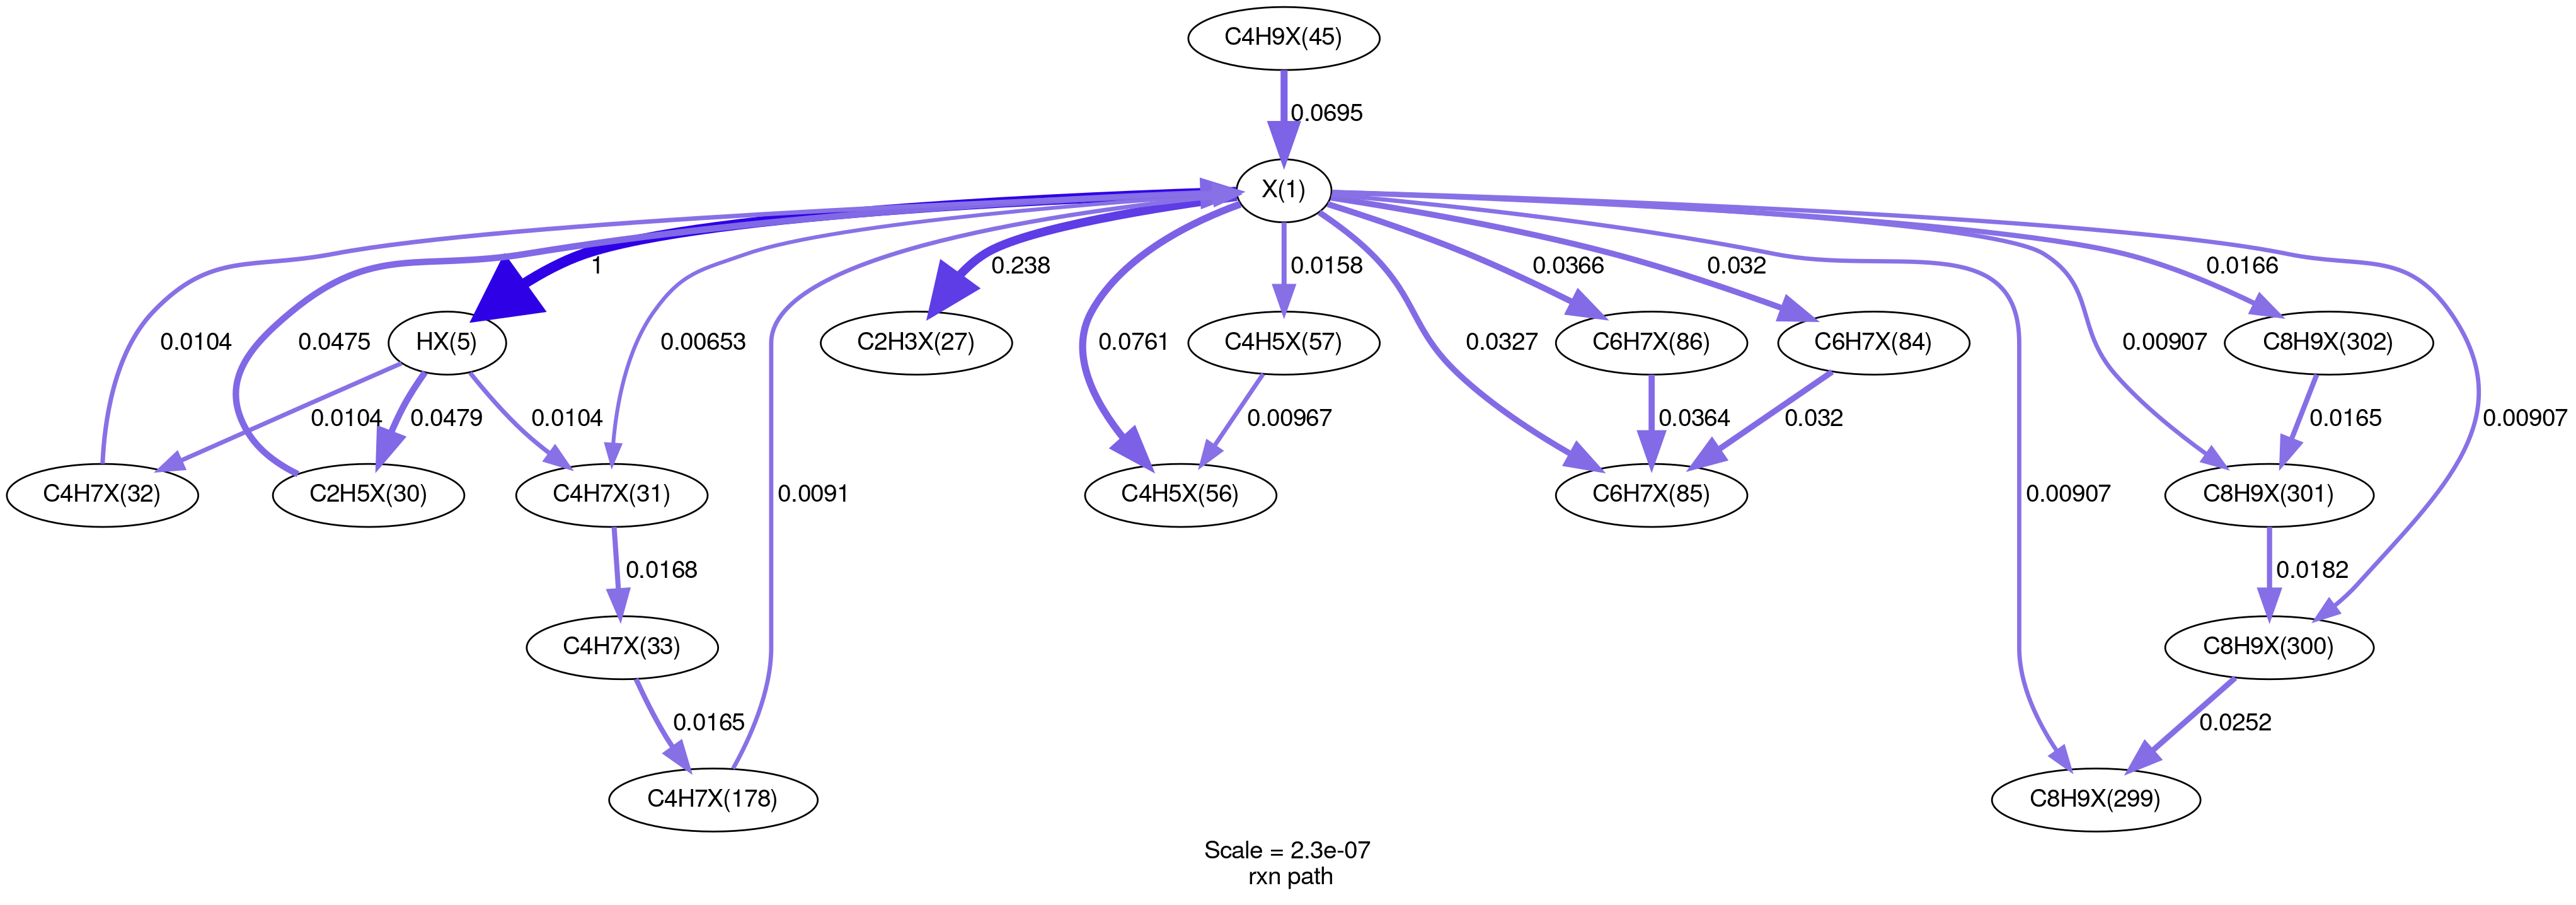 C4H9X(45)
0.0695
X(1)
1
0.238
0.0366
0.032
0.0158
0.0166
0.0104
0.0475
HX(5)
0.00653
C2H3X(27)
0.0761
C4H5X(57)
0.0327
C6H7X(86)
C6H7X(84)
0.00907
C8H9X(302)
0.0104
0.0479
0.0104
0.00967
0.0364
0.032
0.0165
0.00907
C4H7X(32)
C2H5X(30)
C4H7X(31)
0.0091
C4H5X(56)
C6H7X(85)
0.00907
C8H9X(301)
0.0168
0.0182
C4H7X(33)
C8H9X(300)
0.0165
0.0252
C4H7X(178)
C8H9X(299)
Scale = 2.3e-07
rxn path